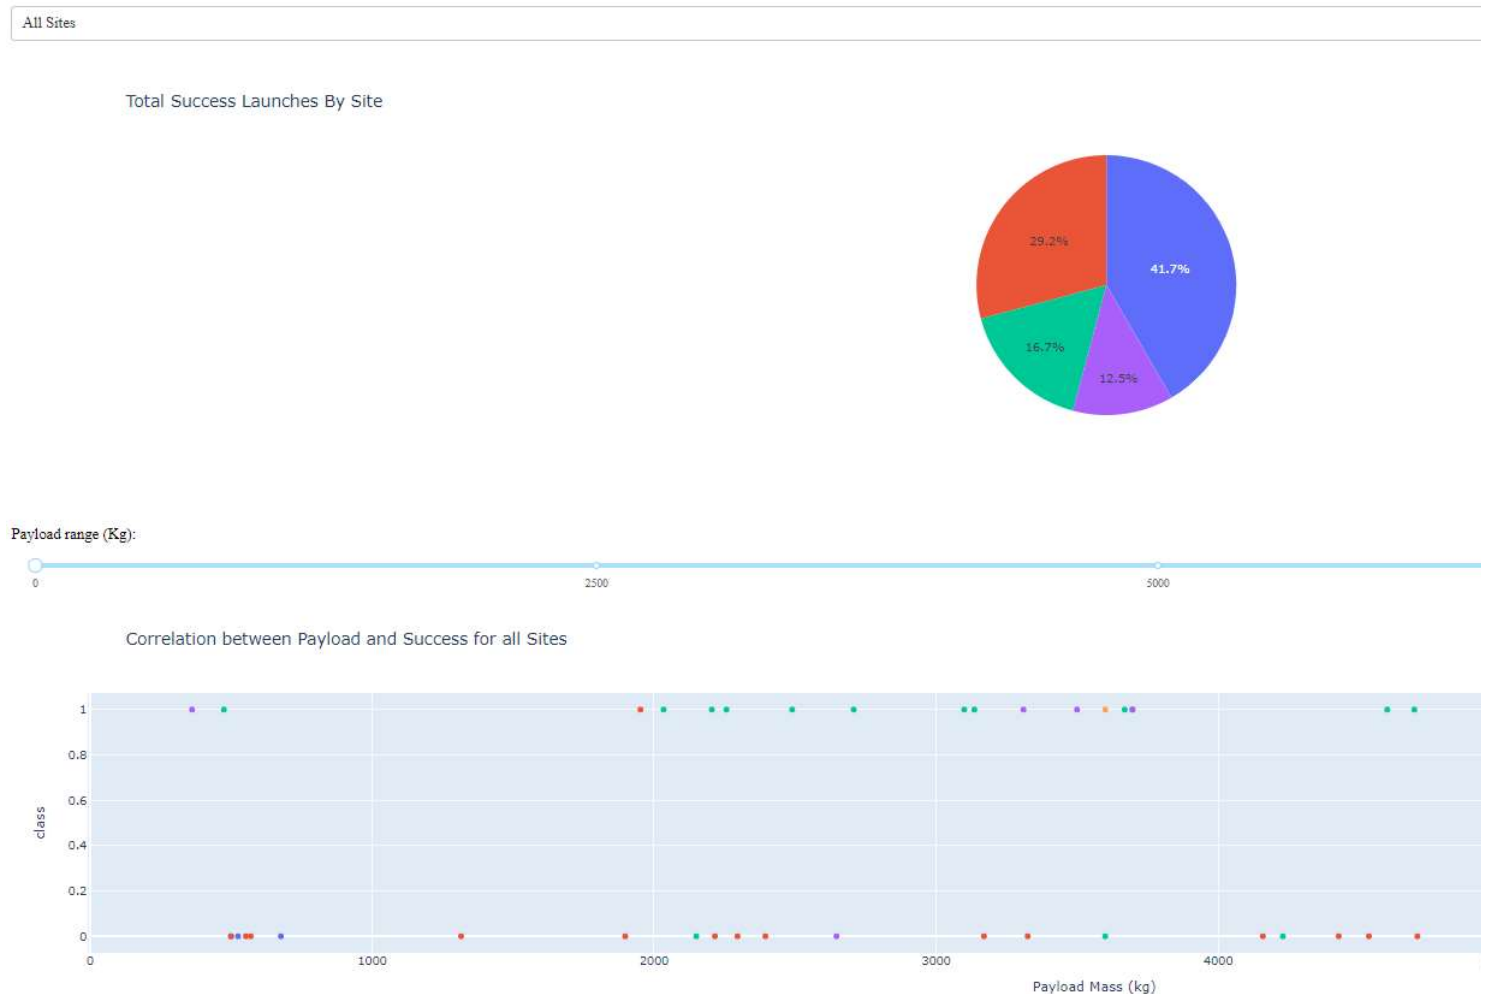 All Sites
Total Success Launches By Site
29.2%
41.7%
16.7%
12.5%
Payload range (Kg):
0 2500 5000
Correlation between Payload and Success for all Sites
1
0.8
0.6
class
0.4
0.2
0
0 1000 2000 3000 4000
Payload Mass (kg)